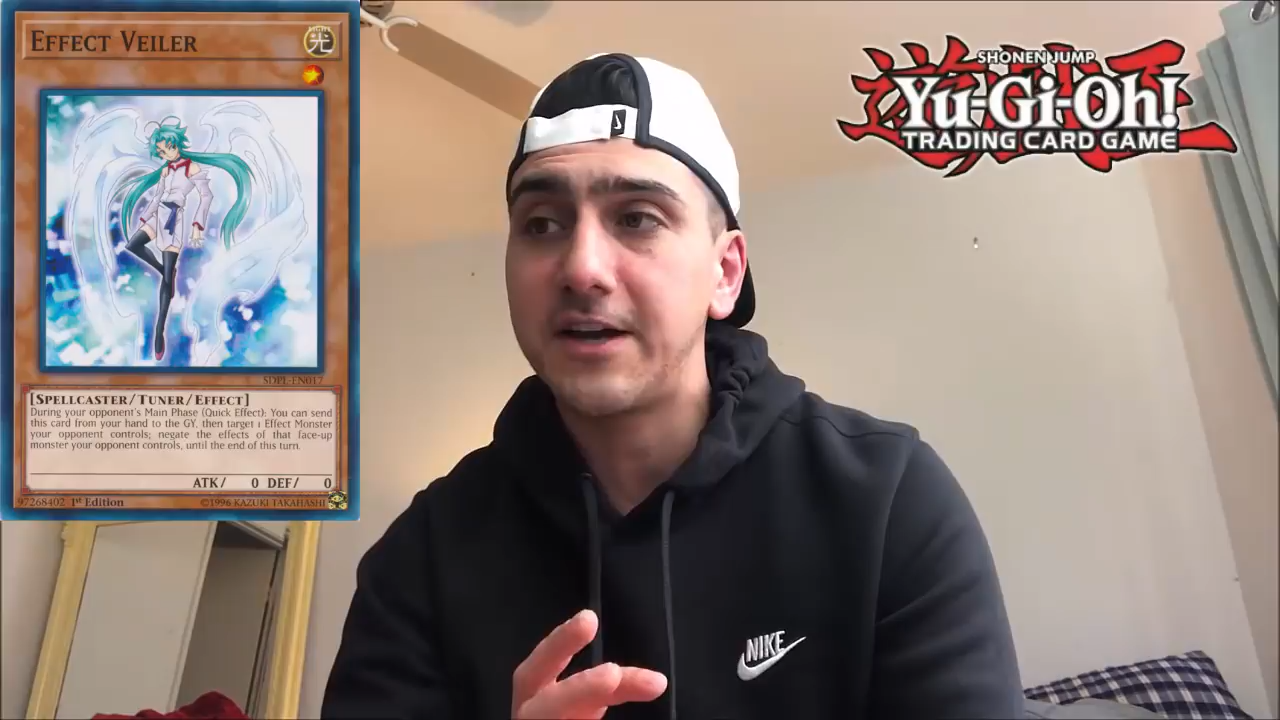 EFFECT VEILER
LIGHT
光
SDPL-EN017
[SPELLCASTER/TUNER/EFFECT]
During your opponent's Main Phase (Quick Effect): You can send
this card from your hand to the GY, then target 1 Effect Monster
your opponent controls; negate the effects of that face-up
monster your opponent controls, until the end of this turn.
ATK/ 0 DEF/ 0
97268402 1st Edition ©1996 KAZUKI TAKAHASHI
SHONEN JUMP
Yu-Gi-Oh!
TRADING CARD GAME
NIKE